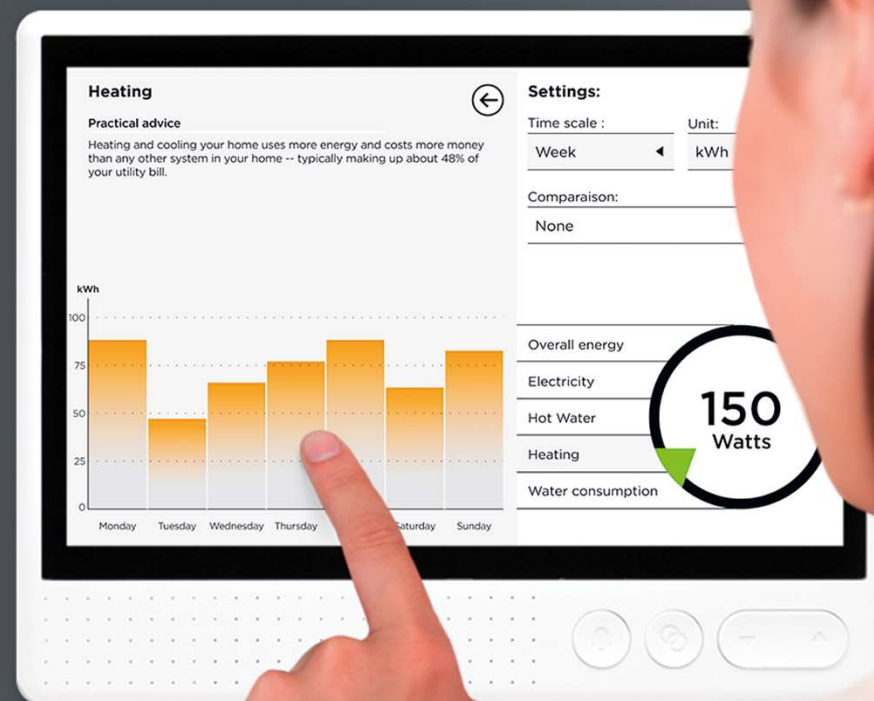 Heating
Practical advice
Heating and cooling your home uses more energy and costs more money
than any other system in your home -- typically making up about 48% of
your utility bill.
kWh
100
75
50
25
0
Monday Tuesday Wednesday Thursday Saturday Sunday
Settings:
Time scale : Unit:
Week kWh
Comparaison:
None
Overall energy
Electricity
Hot Water
Heating
Water consumption
150
Watts